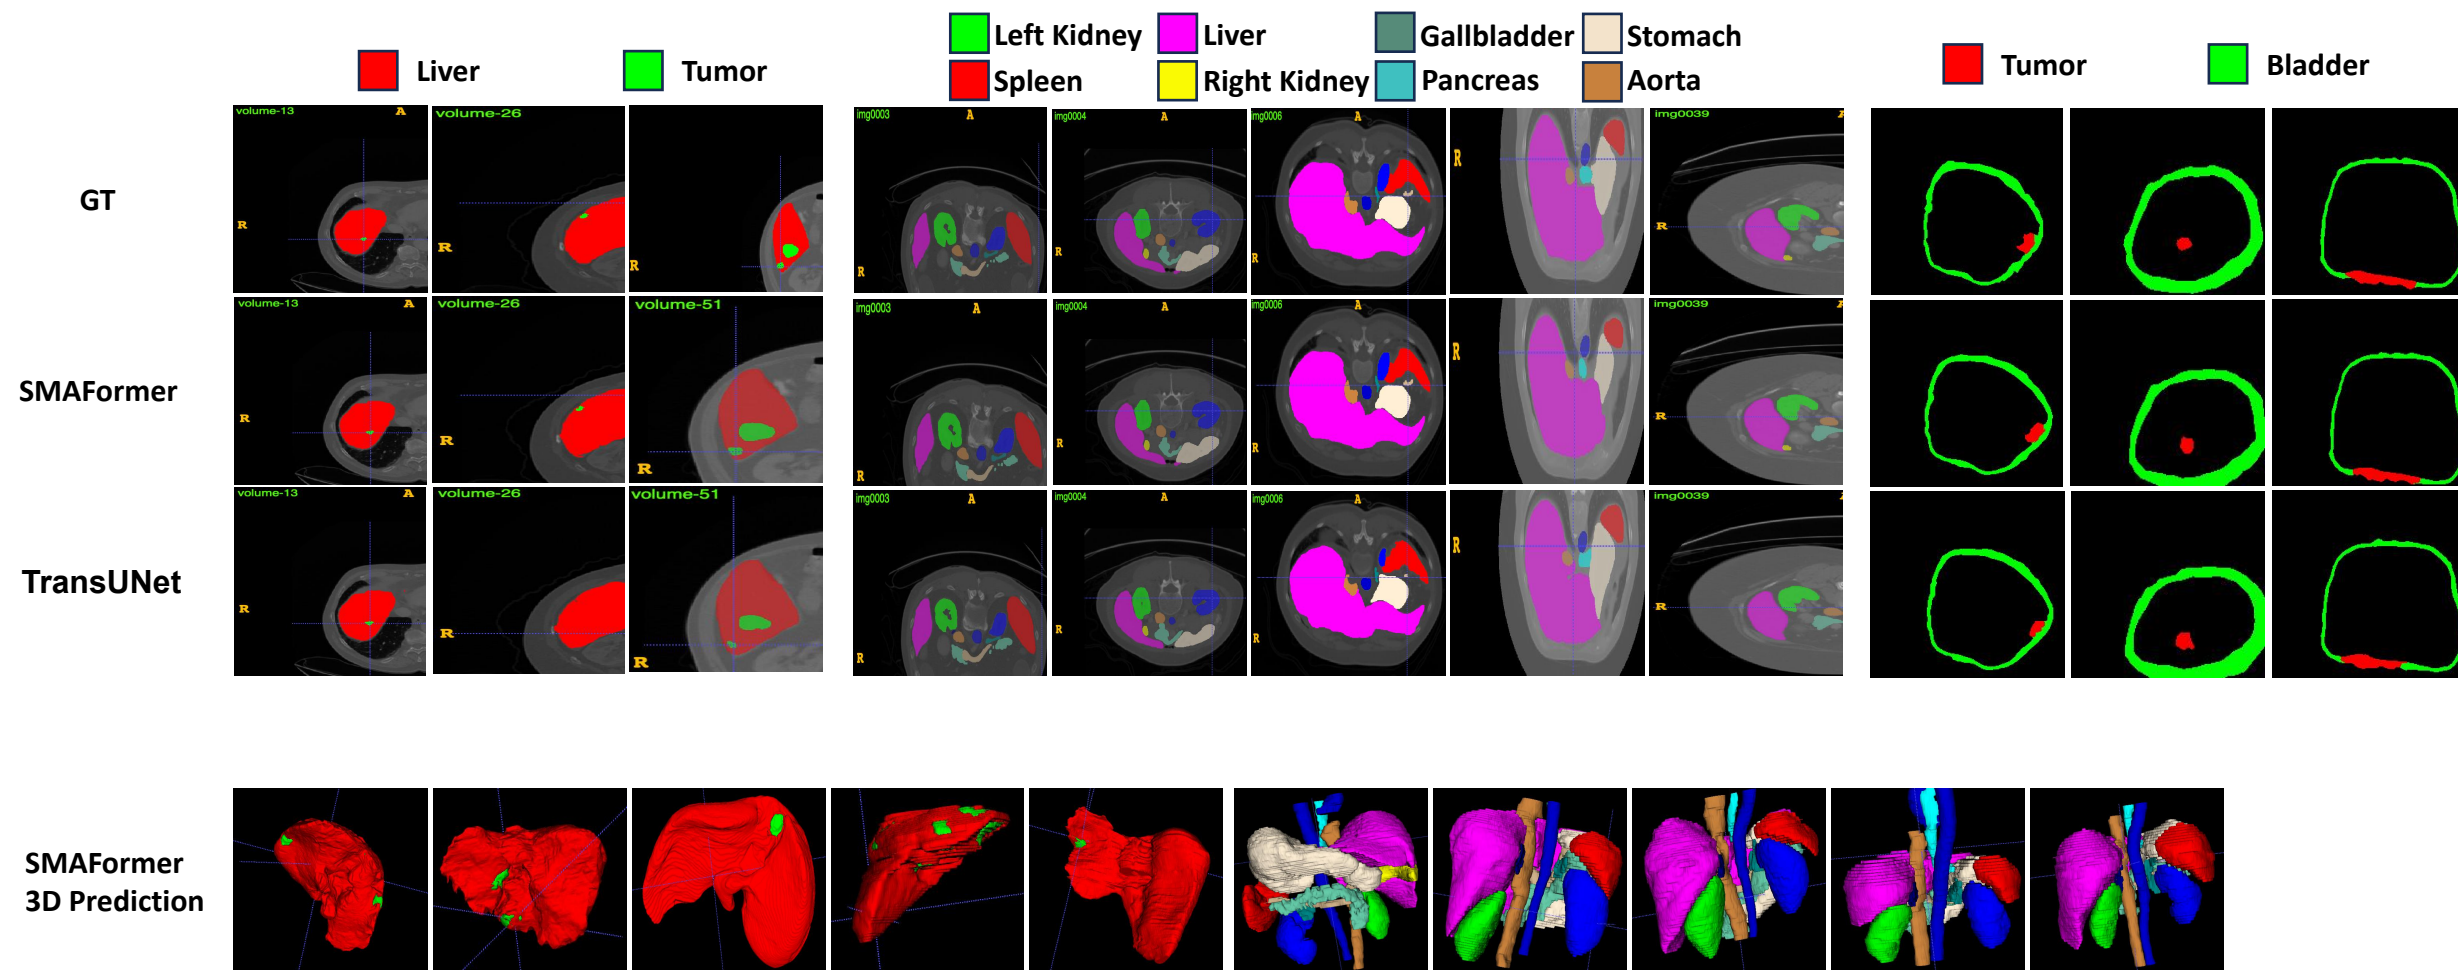 Left Kidney Liver Gallbladder Stomach
Liver Tumor
Spleen Right Kidney Pancreas Aorta
Tumor Bladder
GT
volume-13 A
R
volume-26
R
R
img0003 A
R
img0004 A
R
img0006 A
R
R
img0039 A
R
SMAFormer
volume-13 A
R
volume-26
R
volume-51
R
img0003 A
R
img0004 A
R
img0006 A
R
R
img0039 A
R
TransUNet
volume-13 A
R
volume-26
R
volume-51
R
img0003 A
R
img0004 A
R
img0006 A
R
R
img0039 A
R
SMAFormer
3D Prediction